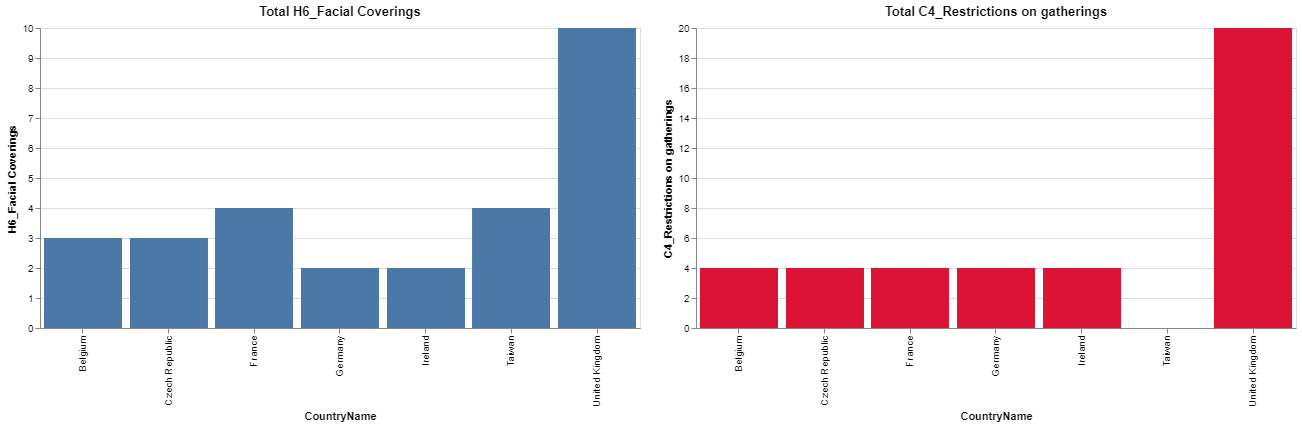 Total H6_Facial Coverings
10
9
8
7
6
5
4
3
2
1
0
H6_Facial Coverings
Belgium
Czech Republic
France
Germany
Ireland
Taiwan
United Kingdom
CountryName
Total C4_Restrictions on gatherings
20
18
16
14
12
10
8
6
4
2
0
C4_Restrictions on gatherings
Belgium
Czech Republic
France
Germany
Ireland
Taiwan
United Kingdom
CountryName